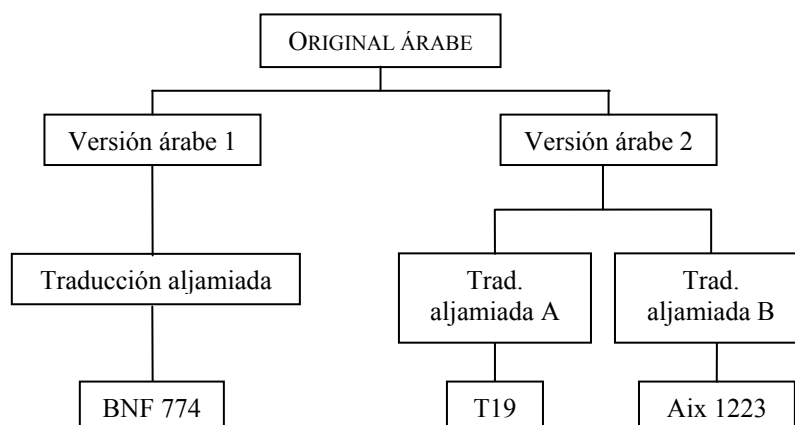 ORIGINAL ÁRABE
Versión árabe 1
Versión árabe 2
Traducción aljamiada
Trad.
aljamiada A
Trad.
aljamiada B
BNF 774
T19
Aix 1223